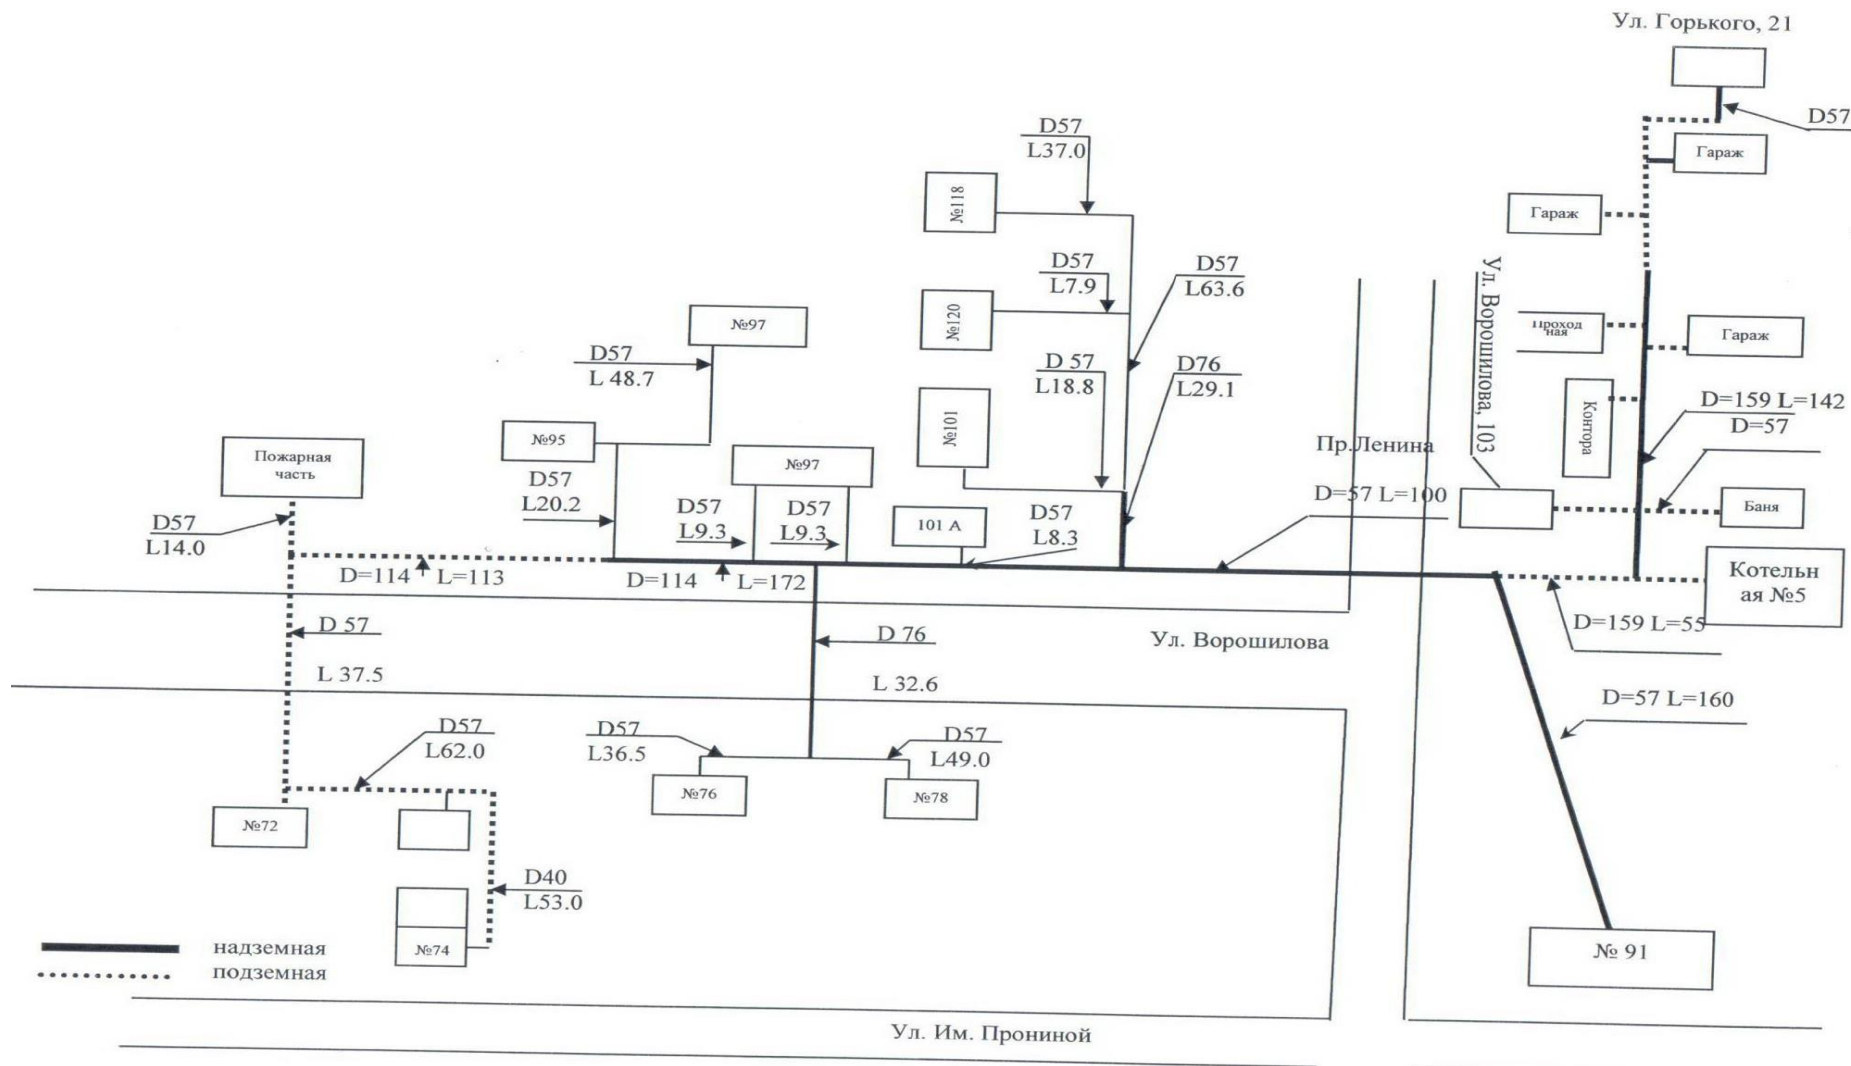 Ул. Горького, 21
D57
Гараж
D57
L37.0
№118
Гараж
D57
L7.9
D57
L63.6
№120
Ул. Ворошилова, 103
Проход
ная
Гараж
№97
D57
L 48.7
D 57
L18.8
D76
L29.1
№101
Контора
D=159 L=142
D=57
Пр.Ленина
№95
№97
Пожарная
часть
D57
L20.2
D57
L9.3
D57
L9.3
101 А
D57
L8.3
D=57 L=100
Баня
D57
L14.0
D=114
L=113
D=114
L=172
Котельн
ая №5
D=159 L=55
D 57
D 76
Ул. Ворошилова
L 37.5
L 32.6
D=57 L=160
D57
L62.0
D57
L36.5
D57
L49.0
№76
№78
№72
D40
L53.0
№74
№ 91
надземная
подземная
Ул. Им. Прониной